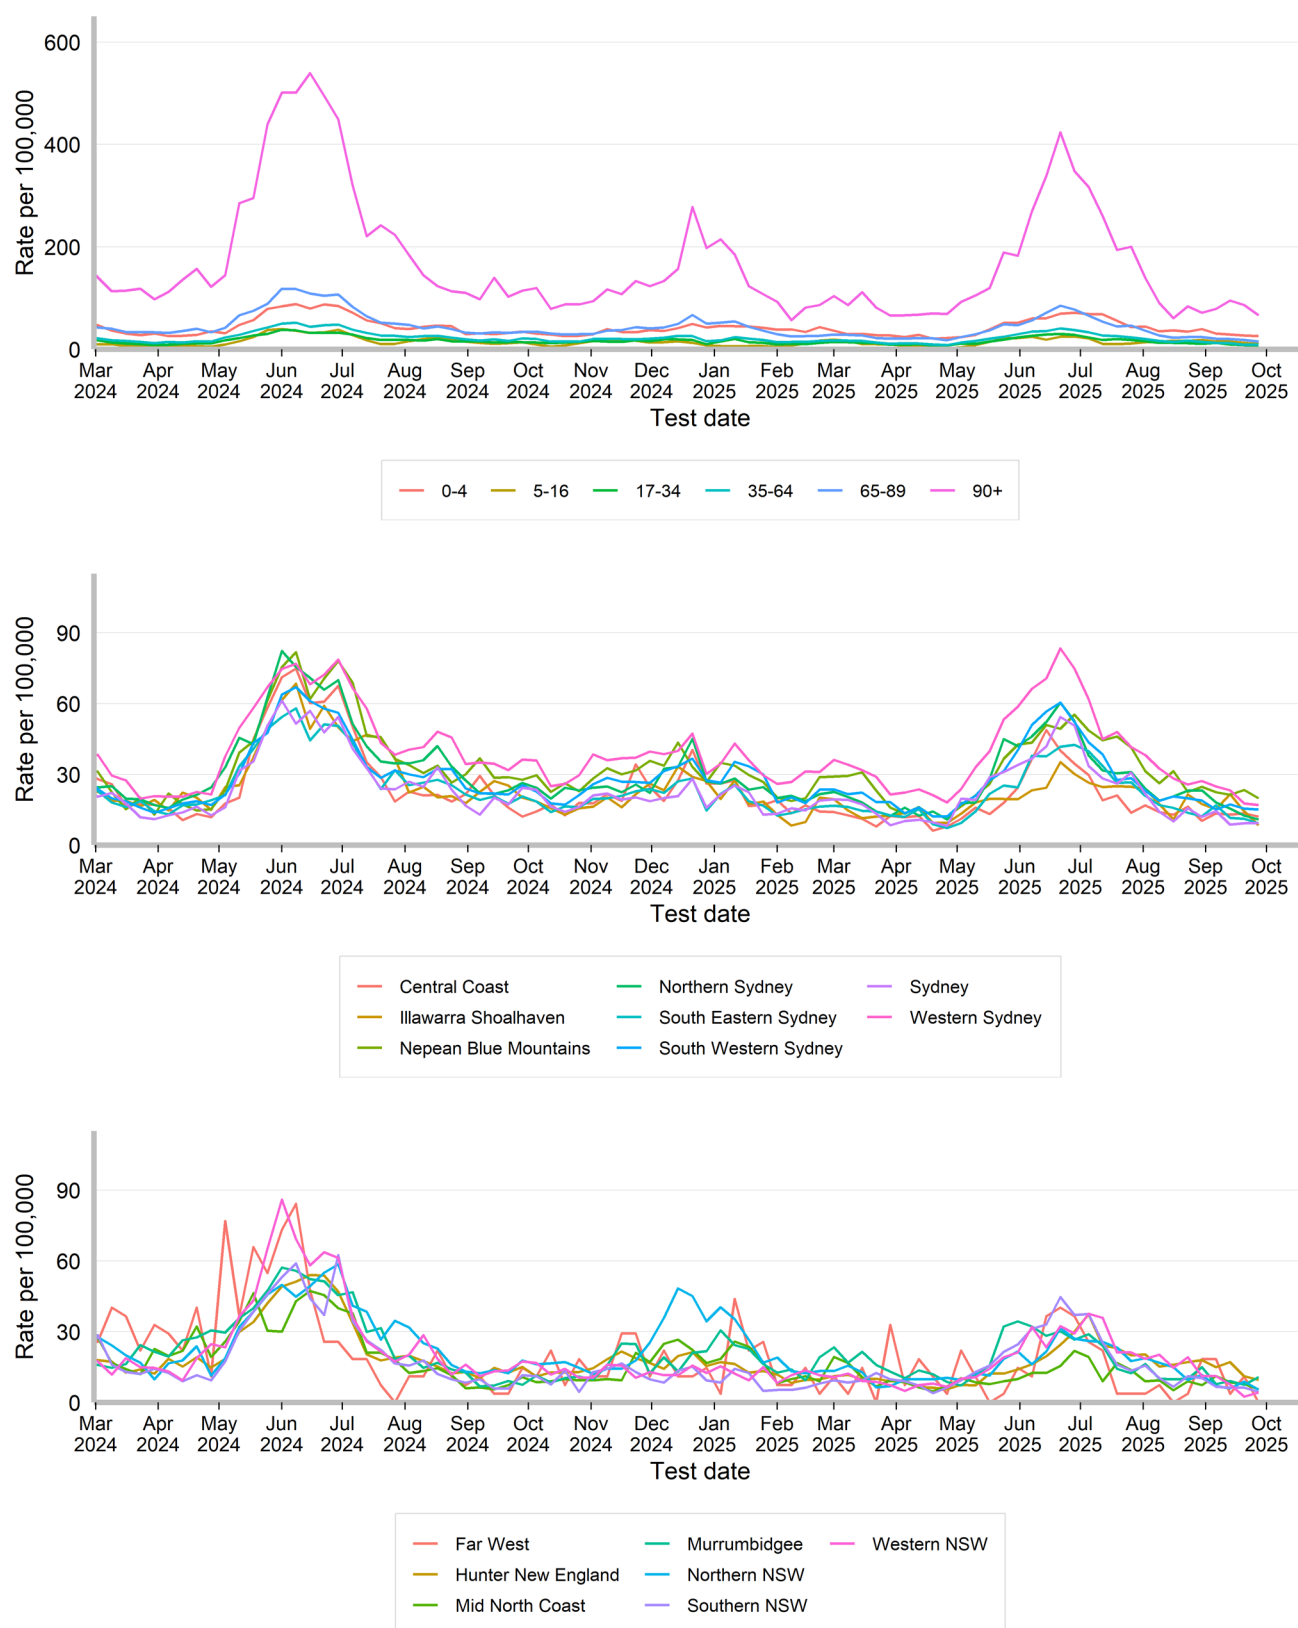 Rate per 100,000
600
400
200
0
Mar Apr May Jun Jul Aug Sep Oct Nov Dec Jan Feb Mar Apr May Jun Jul Aug Sep Oct
2024 2024 2024 2024 2024 2024 2024 2024 2024 2024 2025 2025 2025 2025 2025 2025 2025 2025 2025 2025
Test date
0-4 5-16 17-34 35-64 65-89 90+
Rate per 100,000
90
60
30
0
Mar Apr May Jun Jul Aug Sep Oct Nov Dec Jan Feb Mar Apr May Jun Jul Aug Sep Oct
2024 2024 2024 2024 2024 2024 2024 2024 2024 2024 2025 2025 2025 2025 2025 2025 2025 2025 2025 2025
Test date
Central Coast Northern Sydney Sydney
Illawarra Shoalhaven South Eastern Sydney Western Sydney
Nepean Blue Mountains South Western Sydney
Rate per 100,000
90
60
30
0
Mar Apr May Jun Jul Aug Sep Oct Nov Dec Jan Feb Mar Apr May Jun Jul Aug Sep Oct
2024 2024 2024 2024 2024 2024 2024 2024 2024 2024 2025 2025 2025 2025 2025 2025 2025 2025 2025 2025
Test date
Far West Murrumbidgee Western NSW
Hunter New England Northern NSW
Mid North Coast Southern NSW